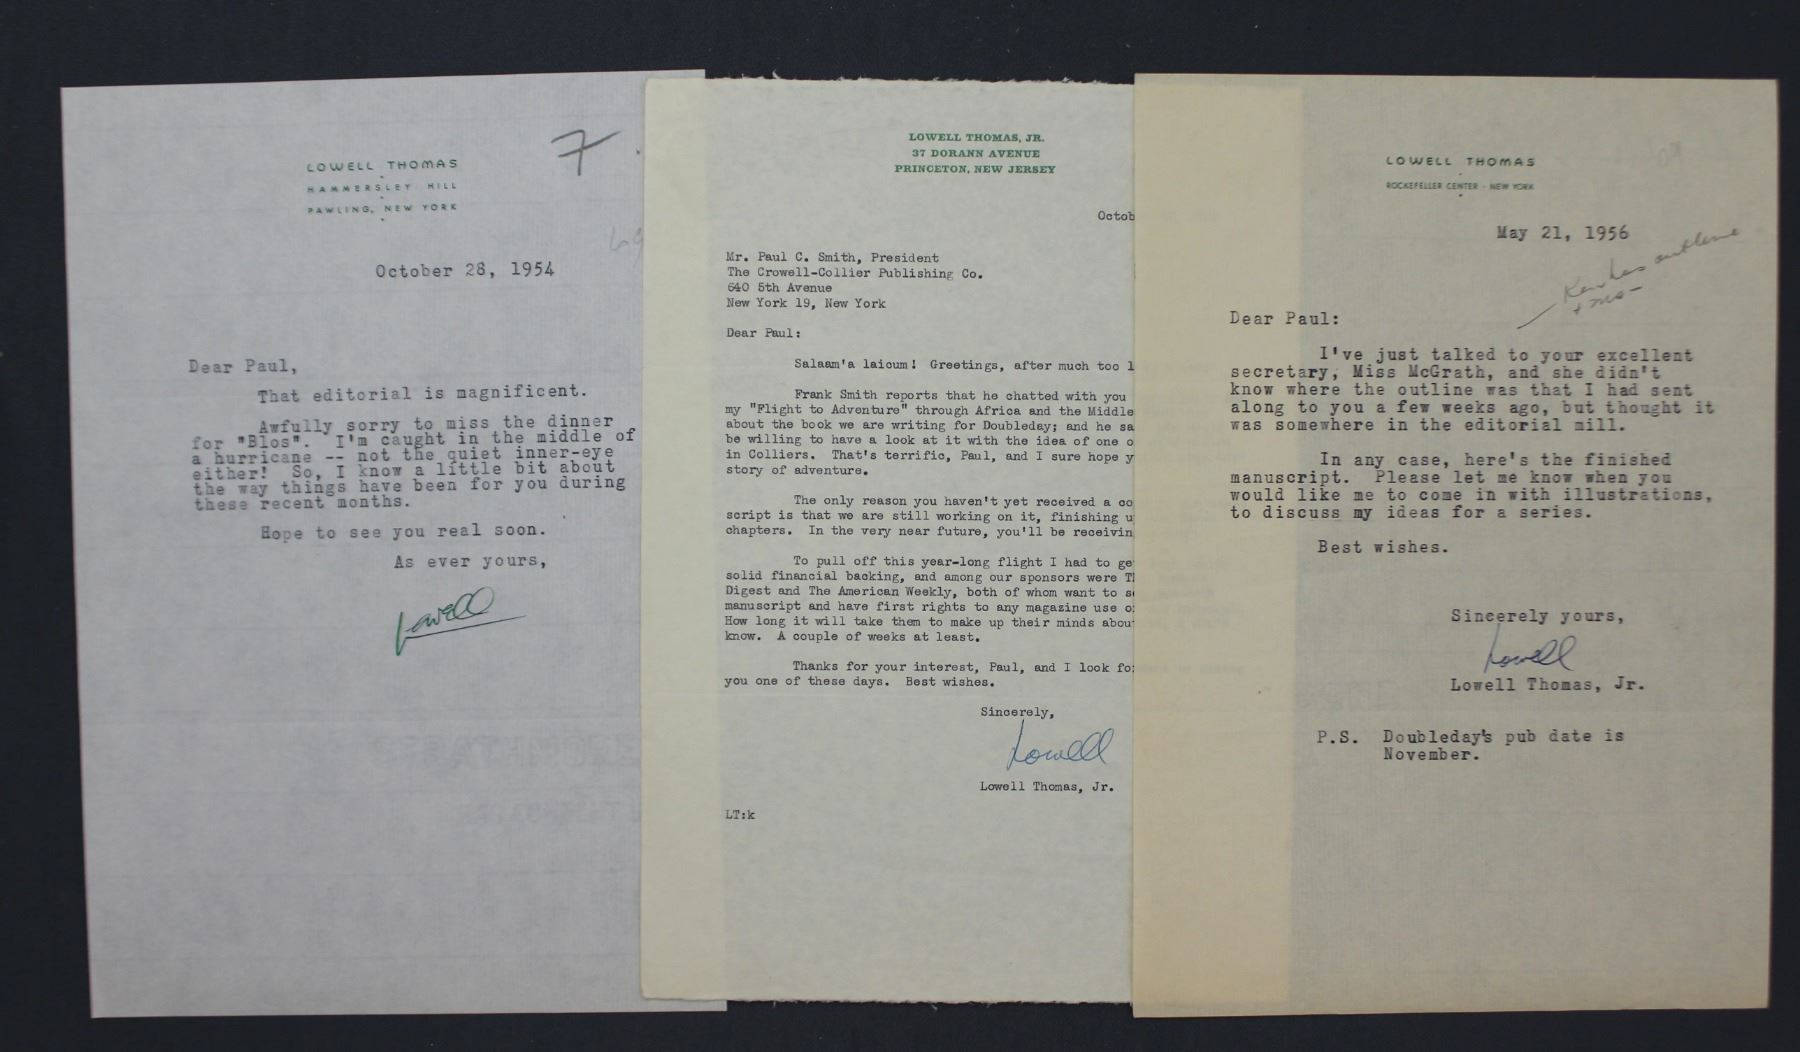 LOWELL THOMAS
HAMMERSLEY HILL
PAWLING, NEW YORK
7.
October 28, 1954
Dear Paul,
That editorial is magnificent.
Awfully sorry to miss the dinner
for "Blos".  I'm caught in the middle of
a hurricane -- not the quiet inner-eye
either!  So, I know a little bit about
the way things have been for you during
these recent months.
Hope to see you real soon.
As ever yours,
Lowell
LOWELL THOMAS, JR.
37 DORANN AVENUE
PRINCETON, NEW JERSEY
Octob
Mr. Paul C. Smith, President
The Crowell-Collier Publishing Co.
640 5th Avenue
New York 19, New York
Dear Paul:
Salaam'a laicum!  Greetings, after much too l
Frank Smith reports that he chatted with you
my "Flight to Adventure" through Africa and the Middle
about the book we are writing for Doubleday; and he sa
be willing to have a look at it with the idea of one o
in Colliers.  That's terrific, Paul, and I sure hope y
story of adventure.
The only reason you haven't yet received a co
script is that we are still working on it, finishing u
chapters.  In the very near future, you'll be receivin
To pull off this year-long flight I had to ge
solid financial backing, and among our sponsors were T
Digest and The American Weekly, both of whom want to s
manuscript and have first rights to any magazine use o
How long it will take them to make up their minds abou
know.  A couple of weeks at least.
Thanks for your interest, Paul, and I look fo
you one of these days.  Best wishes.
Sincerely,
Lowell
Lowell Thomas, Jr.
LT:k
LOWELL THOMAS
ROCKEFELLER CENTER - NEW YORK
May 21, 1956
Ken has outline
+ ms-
Dear Paul:
I've just talked to your excellent
secretary, Miss McGrath, and she didn't
know where the outline was that I had sent
along to you a few weeks ago, but thought it
was somewhere in the editorial mill.
In any case, here's the finished
manuscript.  Please let me know when you
would like me to come in with illustrations,
to discuss my ideas for a series.
Best wishes.
Sincerely yours,
Lowell
Lowell Thomas, Jr.
P.S.  Doubleday's pub date is
November.